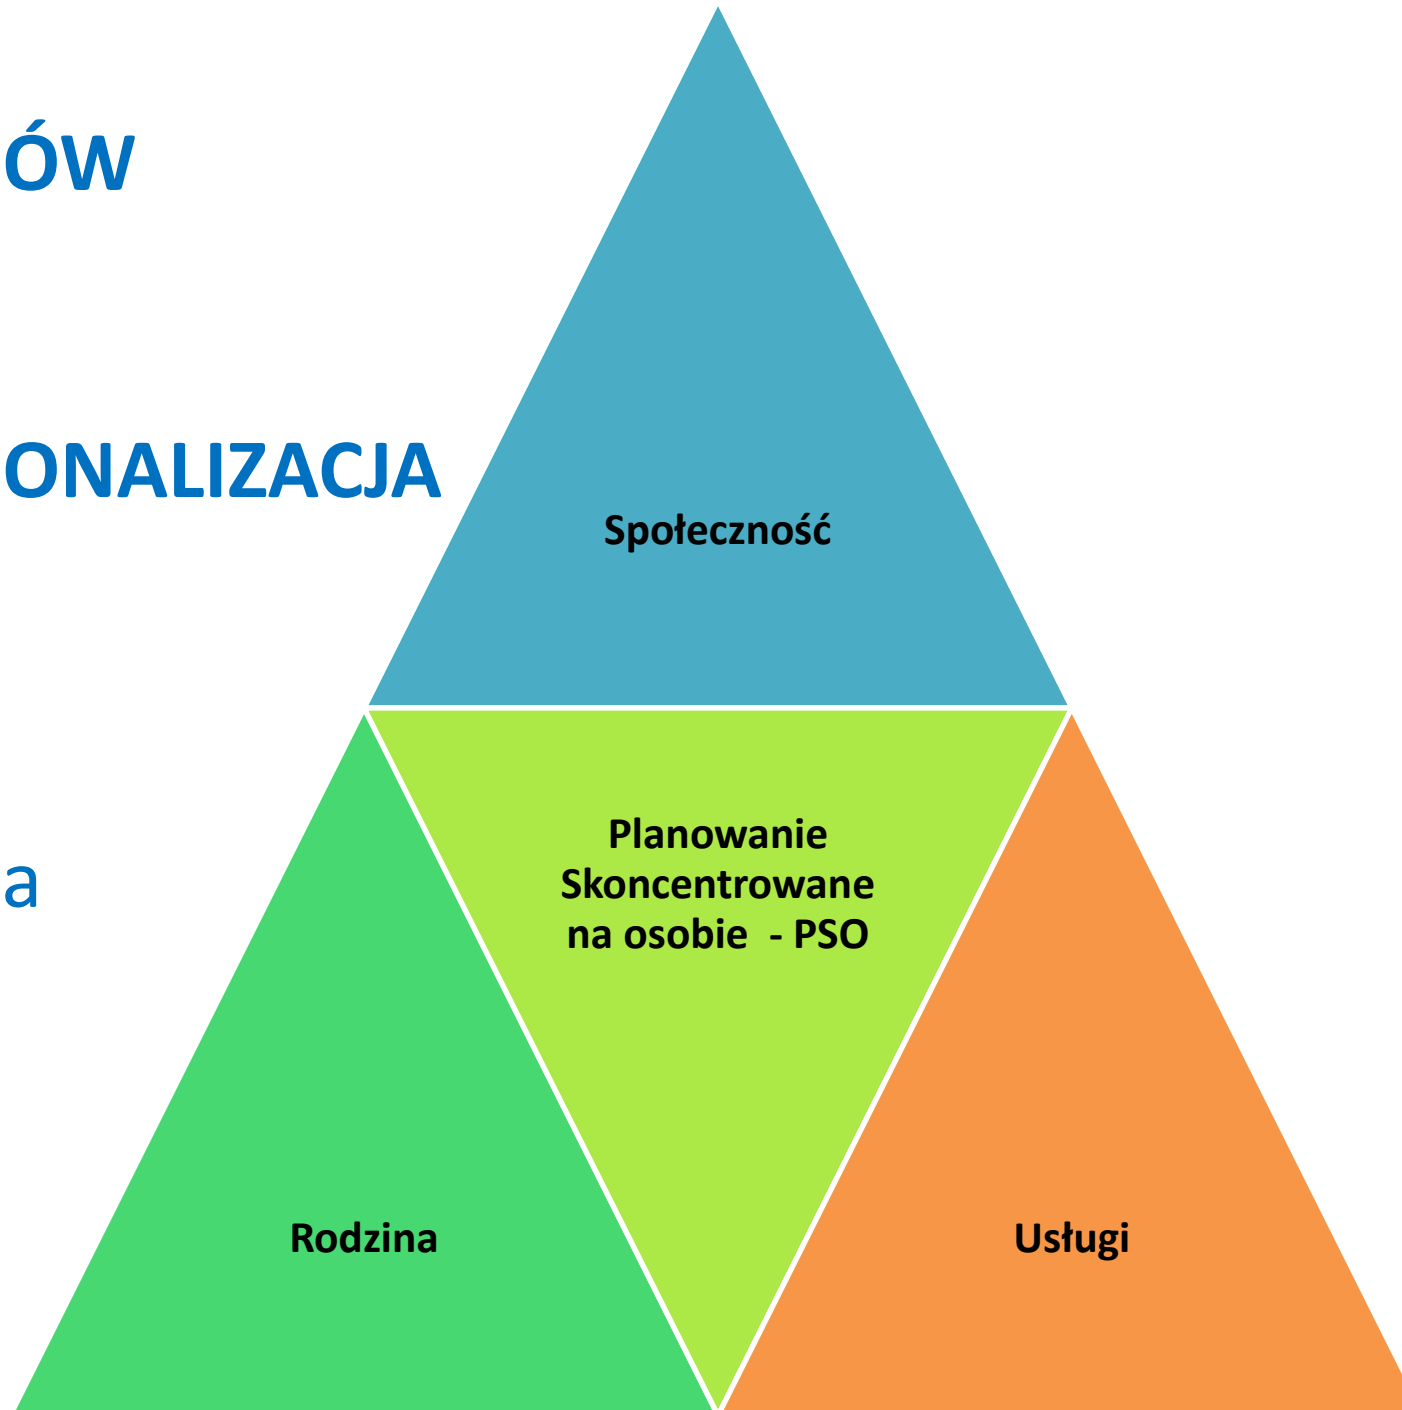 ÓW
ONALIZACJA
Społeczność
Planowanie
Skoncentrowane
na osobie - PSO
a
Rodzina
Usługi